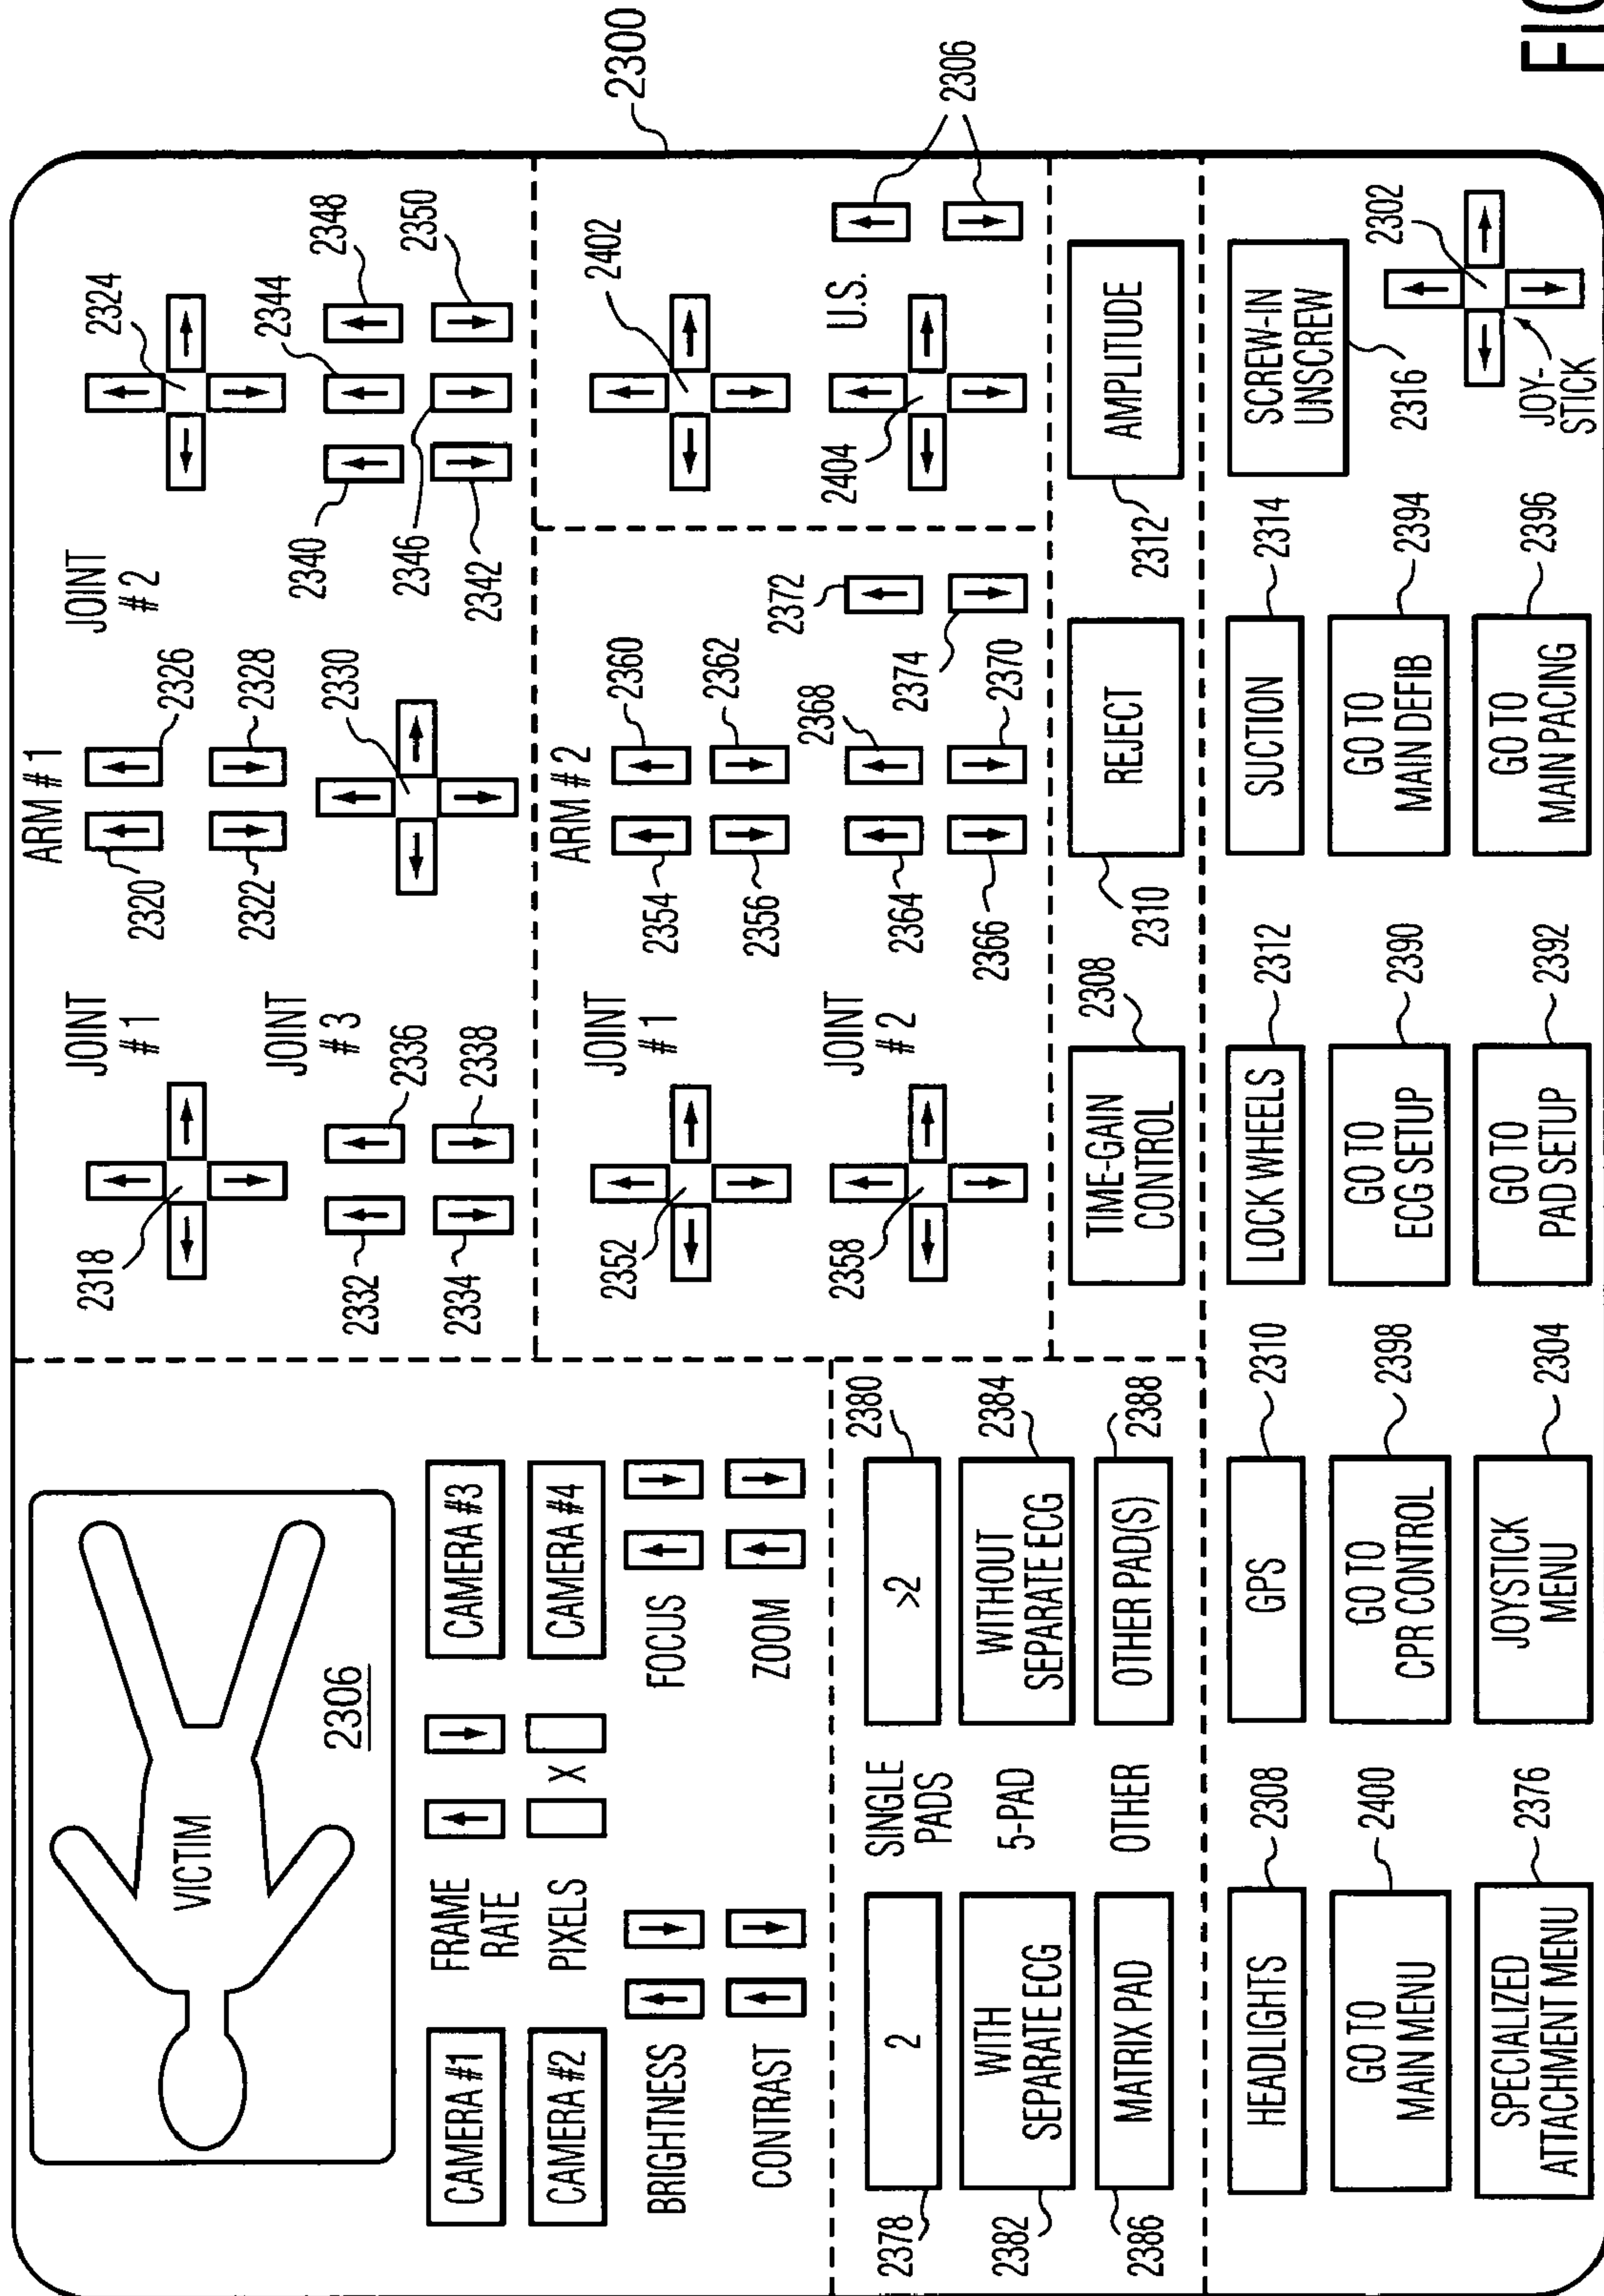 2300
VICTIM
2306
CAMERA #1
FRAME
RATE
CAMERA #3
CAMERA #2
PIXELS
X
CAMERA #4
BRIGHTNESS
FOCUS
CONTRAST
ZOOM
ARM # 1
JOINT
# 1
2318
2320
2322
2326
2328
JOINT
# 2
2324
JOINT
# 3
2332
2334
2336
2338
2330
2340
2346
2342
2344
2348
2350
ARM # 2
JOINT
# 1
2352
2354
2356
2360
2362
JOINT
# 2
2358
2364
2366
2368
2374
2370
2372
2402
2404
U.S.
2306
TIME-GAIN
CONTROL
2308
REJECT
2310
AMPLITUDE
2312
2378
2
SINGLE
PADS
>2
2380
2382
WITH
SEPARATE ECG
5-PAD
WITHOUT
SEPARATE ECG
2384
2386
MATRIX PAD
OTHER
OTHER PAD(S)
2388
HEADLIGHTS
2308
GPS
2310
LOCK WHEELS
2312
SUCTION
2314
SCREW-IN
UNSCREW
2316
GO TO
MAIN MENU
2400
GO TO
CPR CONTROL
2398
GO TO
ECG SETUP
2390
GO TO
MAIN DEFIB
2394
SPECIALIZED
ATTACHMENT MENU
2376
JOYSTICK
MENU
2304
GO TO
PAD SETUP
2392
GO TO
MAIN PACING
2396
JOY-
STICK
2302